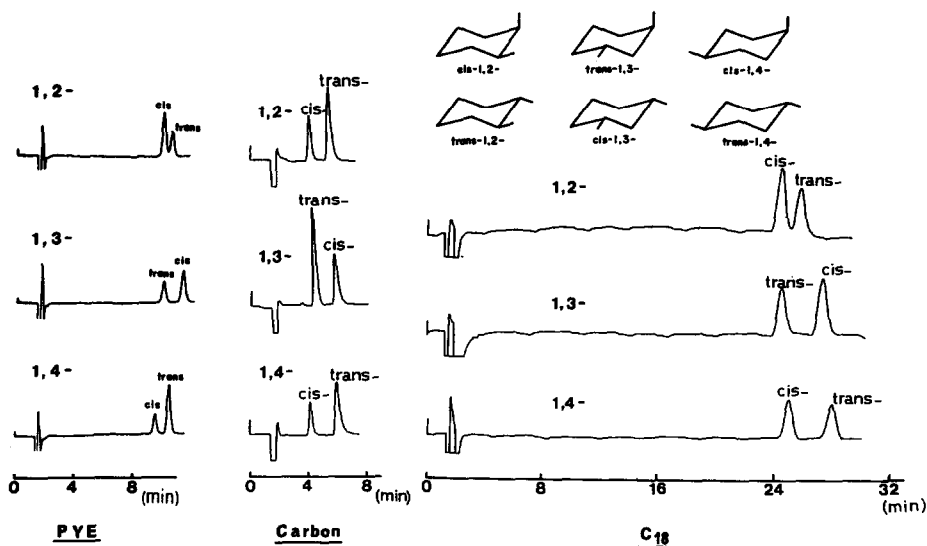 1,2-
cis
trans
1,3-
trans
cis
1,4-
cis
trans
0 4 8
(min)
PYE
1,2-
cis-
trans-
1,3-
trans-
cis-
1,4-
cis-
trans-
0 4 8
(min)
Carbon
cis-1,2- trans-1,3- cis-1,4-
trans-1,2- cis-1,3- trans-1,4-
1,2-
cis-
trans-
1,3-
trans-
cis-
1,4-
cis-
trans-
0 8 16 24 32
(min)
C18